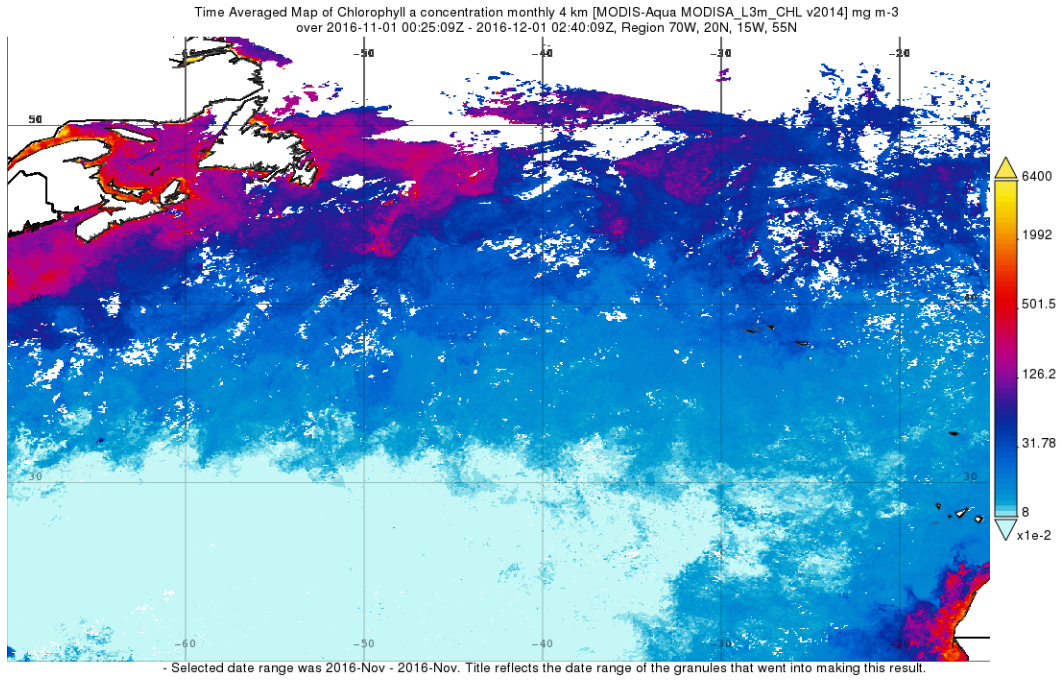 Time Averaged Map of Chlorophyll a concentration monthly 4 km [MODIS-Aqua MODISA_L3m_CHL v2014] mg m-3
over 2016-11-01 00:25:09Z - 2016-12-01 02:40:09Z, Region 70W, 20N, 15W, 55N
-60 -50 -40 -30 -20
50 50
6400
1992
501.5
126.2
31.78
8
x1e-2
30 30
-60 -50 -40 -30 -20
- Selected date range was 2016-Nov - 2016-Nov. Title reflects the date range of the granules that went into making this result.